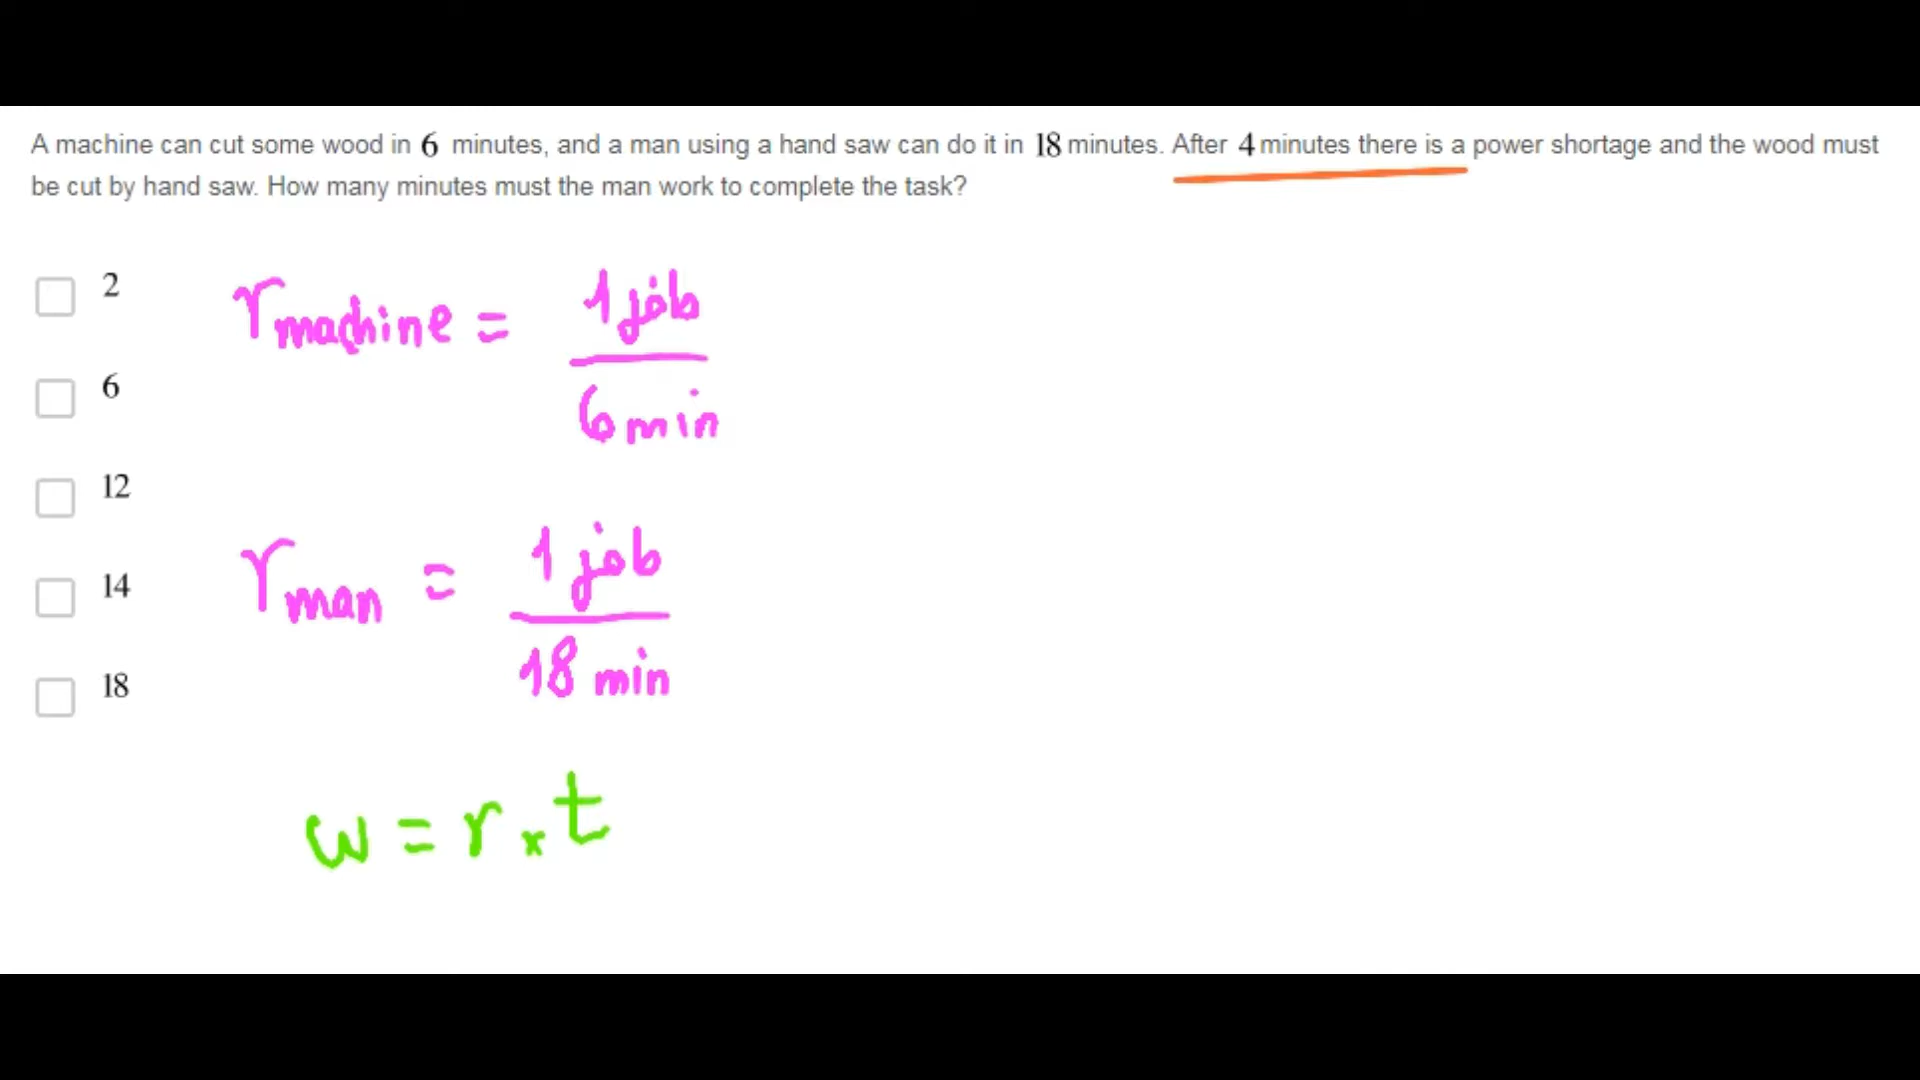 A machine can cut some wood in 6 minutes, and a man using a hand saw can do it in 18 minutes. After 4 minutes there is a power shortage and the wood must
be cut by hand saw. How many minutes must the man work to complete the task?
2
6
12
14
18
r machine = 1 job / 6 min
r man = 1 job / 18 min
w = r x t